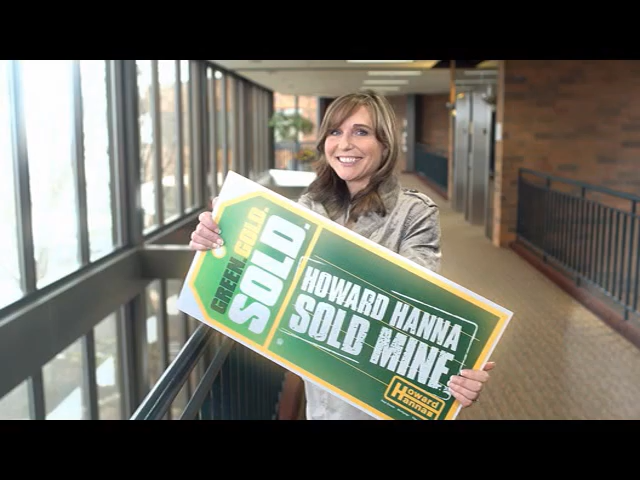 GREEN. GOLD.
SOLD.
HOWARD HANNA
SOLD MINE.
Howard
Hanna